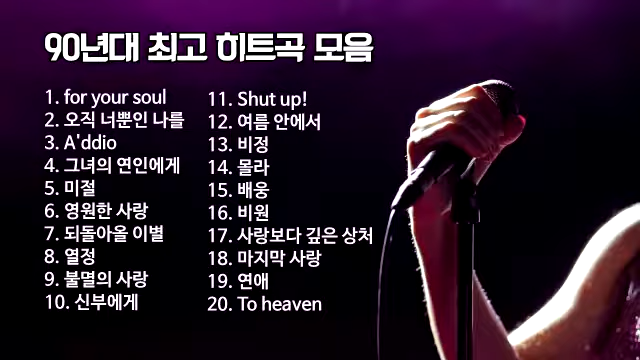 90년대 최고 히트곡 모음
1. for your soul
2. 오직 너뿐인 나를
3. A'ddio
4. 그녀의 연인에게
5. 미절
6. 영원한 사랑
7. 되돌아올 이별
8. 열정
9. 불멸의 사랑
10. 신부에게
11. Shut up!
12. 여름 안에서
13. 비정
14. 몰라
15. 배웅
16. 비원
17. 사랑보다 깊은 상처
18. 마지막 사랑
19. 연애
20. To heaven